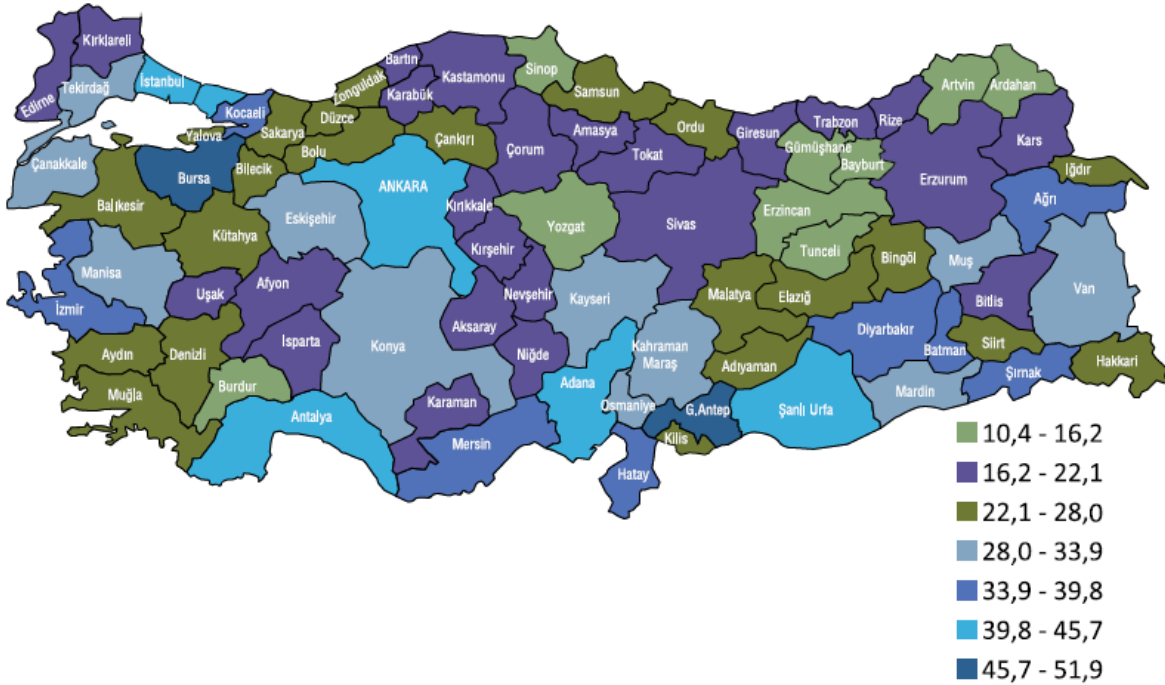 Kırklareli
Edirne
Tekirdağ
İstanbul
Kocaeli
Yalova
Sakarya
Düzce
Zonguldak
Bolu
Bartın
Karabük
Kastamonu
Çankırı
Sinop
Samsun
Çorum
Amasya
Tokat
Ordu
Giresun
Trabzon
Rize
Gümüşhane
Bayburt
Artvin
Ardahan
Kars
Erzurum
Iğdır
Ağrı
Çanakkale
Balıkesir
Bursa
Bilecik
Kütahya
Eskişehir
ANKARA
Kırıkkale
Kırşehir
Yozgat
Sivas
Erzincan
Tunceli
Bingöl
Muş
Bitlis
Van
Manisa
İzmir
Uşak
Afyon
Isparta
Konya
Aksaray
Nevşehir
Niğde
Kayseri
Malatya
Elazığ
Diyarbakır
Batman
Siirt
Şırnak
Hakkari
Mardin
Aydın
Denizli
Muğla
Burdur
Antalya
Karaman
Mersin
Adana
Kahraman
Maraş
Osmaniye
Adıyaman
G.Antep
Kilis
Hatay
Şanlı Urfa
10,4 - 16,2
16,2 - 22,1
22,1 - 28,0
28,0 - 33,9
33,9 - 39,8
39,8 - 45,7
45,7 - 51,9